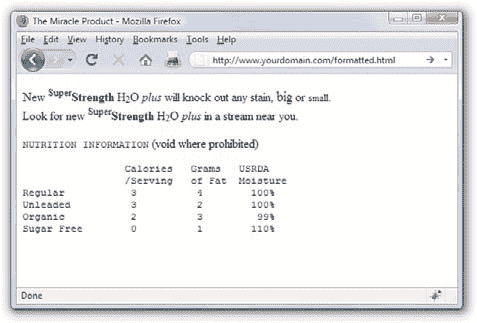 The Miracle Product - Mozilla Firefox
File Edit View History Bookmarks Tools Help
http://www.yourdomain.com/formatted.html
New SuperStrength H2O plus will knock out any stain, big or small.
Look for new SuperStrength H2O plus in a stream near you.
NUTRITION INFORMATION (void where prohibited)
Calories Grams USRDA
/Serving of Fat Moisture
Regular 3 4 100%
Unleaded 3 2 100%
Organic 2 3 99%
Sugar Free 0 1 110%
Done